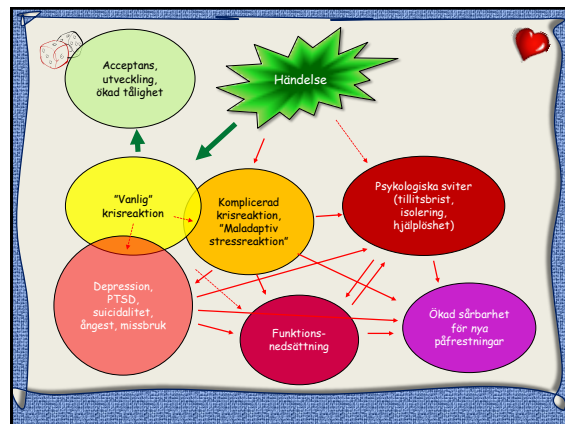 Acceptans,
utveckling,
ökad tålighet
Händelse
"Vanlig"
krisreaktion
Komplicerad
krisreaktion,
"Maladaptiv
stressreaktion"
Psykologiska sviter
(tillitsbrist,
isolering,
hjälplöshet)
Depression,
PTSD,
suicidalitet,
ångest, missbruk
Funktions-
nedsättning
Ökad sårbarhet
för nya
påfrestningar